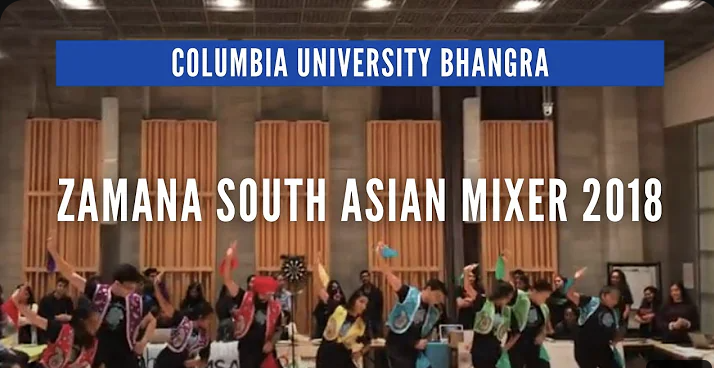 COLUMBIA UNIVERSITY BHANGRA
ZAMANA SOUTH ASIAN MIXER 2018